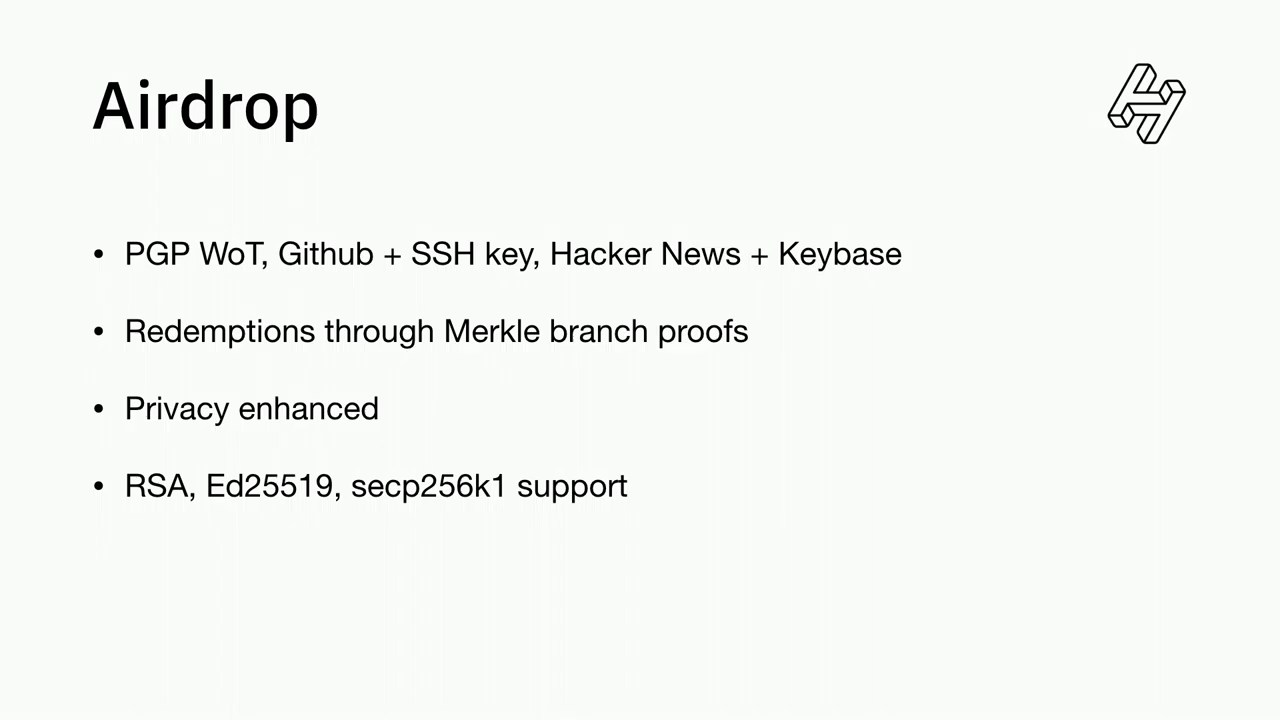 Airdrop
• PGP WoT, Github + SSH key, Hacker News + Keybase
• Redemptions through Merkle branch proofs
• Privacy enhanced
• RSA, Ed25519, secp256k1 support